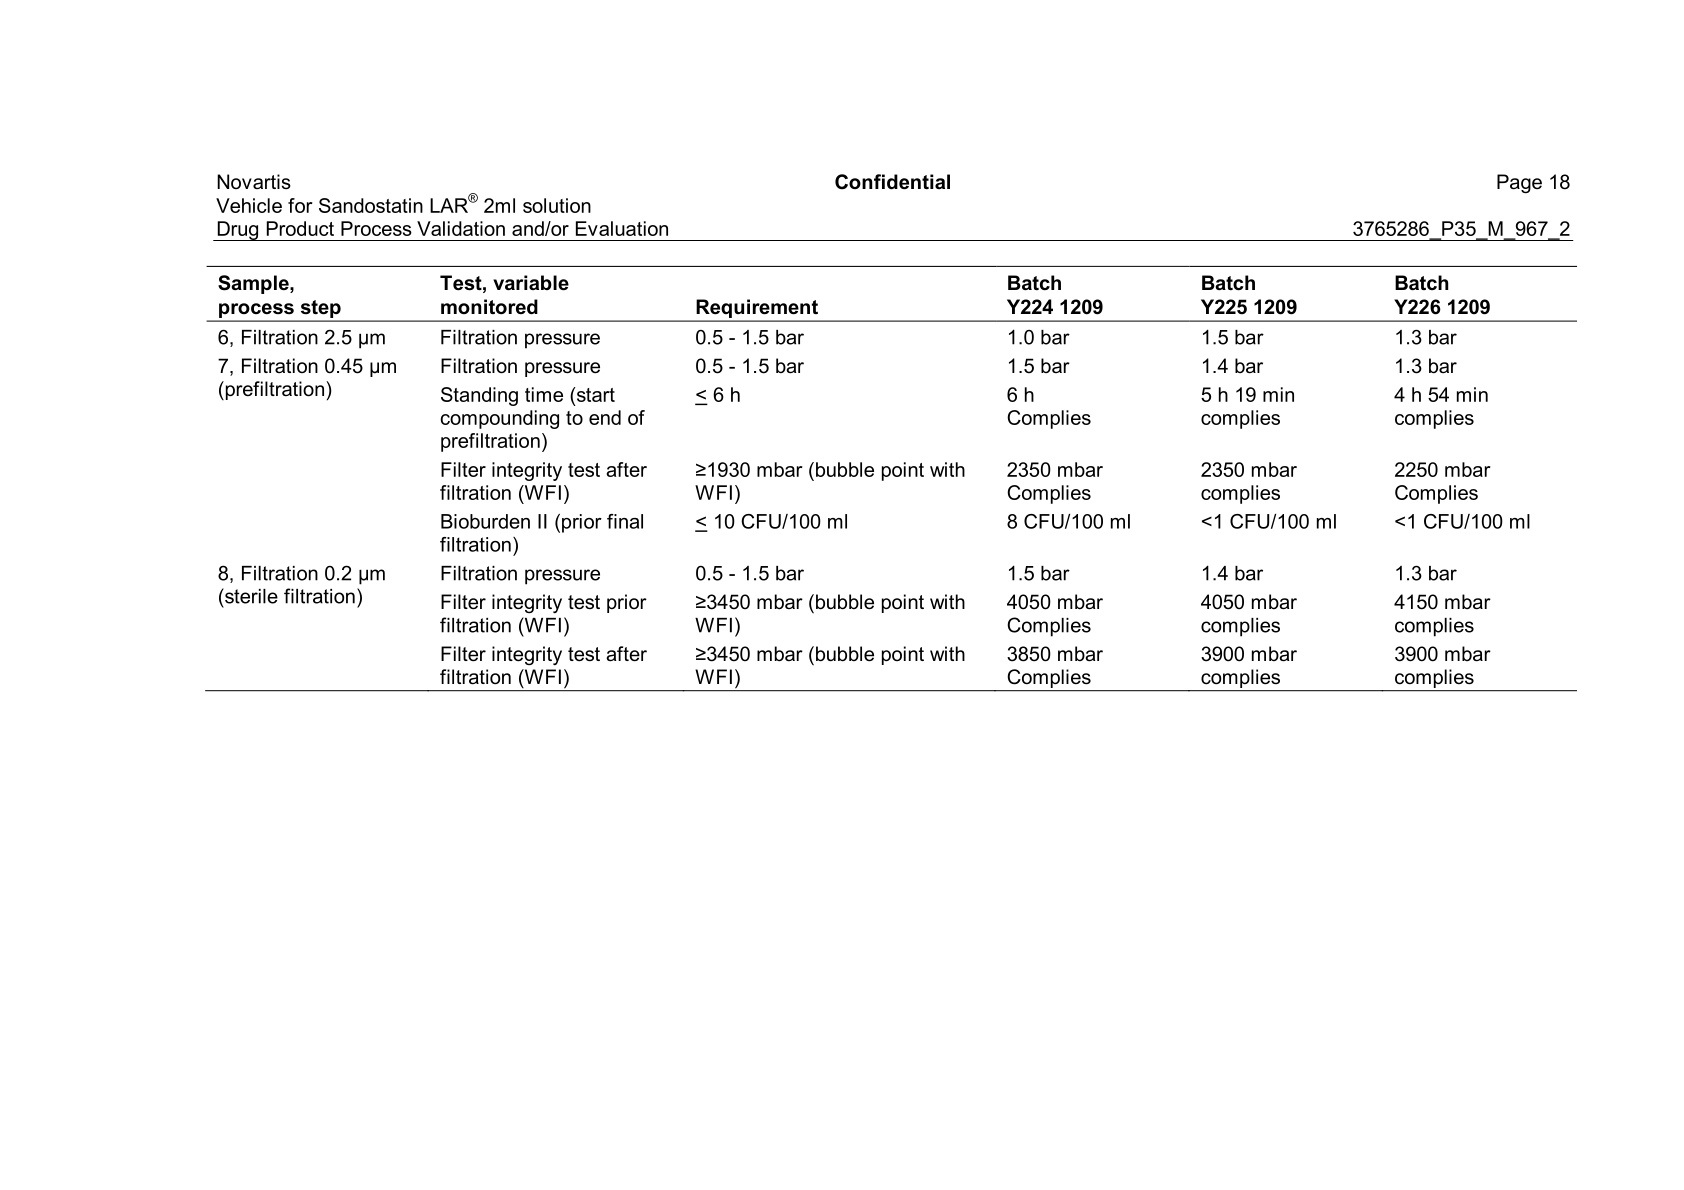 Novartis Confidential Page 18
Vehicle for Sandostatin LAR® 2ml solution
Drug Product Process Validation and/or Evaluation 3765286_P35_M_967_2
Sample, Test, variable Batch Batch Batch
process step monitored Requirement Y224 1209 Y225 1209 Y226 1209
6, Filtration 2.5 µm Filtration pressure 0.5 - 1.5 bar 1.0 bar 1.5 bar 1.3 bar
7, Filtration 0.45 µm Filtration pressure 0.5 - 1.5 bar 1.5 bar 1.4 bar 1.3 bar
(prefiltration)
Standing time (start ≤ 6 h 6 h 5 h 19 min 4 h 54 min
compounding to end of Complies complies complies
prefiltration)
Filter integrity test after ≥1930 mbar (bubble point with 2350 mbar 2350 mbar 2250 mbar
filtration (WFI) WFI) Complies complies Complies
Bioburden II (prior final ≤ 10 CFU/100 ml 8 CFU/100 ml <1 CFU/100 ml <1 CFU/100 ml
filtration)
8, Filtration 0.2 µm Filtration pressure 0.5 - 1.5 bar 1.5 bar 1.4 bar 1.3 bar
(sterile filtration) Filter integrity test prior ≥3450 mbar (bubble point with 4050 mbar 4050 mbar 4150 mbar
filtration (WFI) WFI) Complies complies complies
Filter integrity test after ≥3450 mbar (bubble point with 3850 mbar 3900 mbar 3900 mbar
filtration (WFI) WFI) Complies complies complies